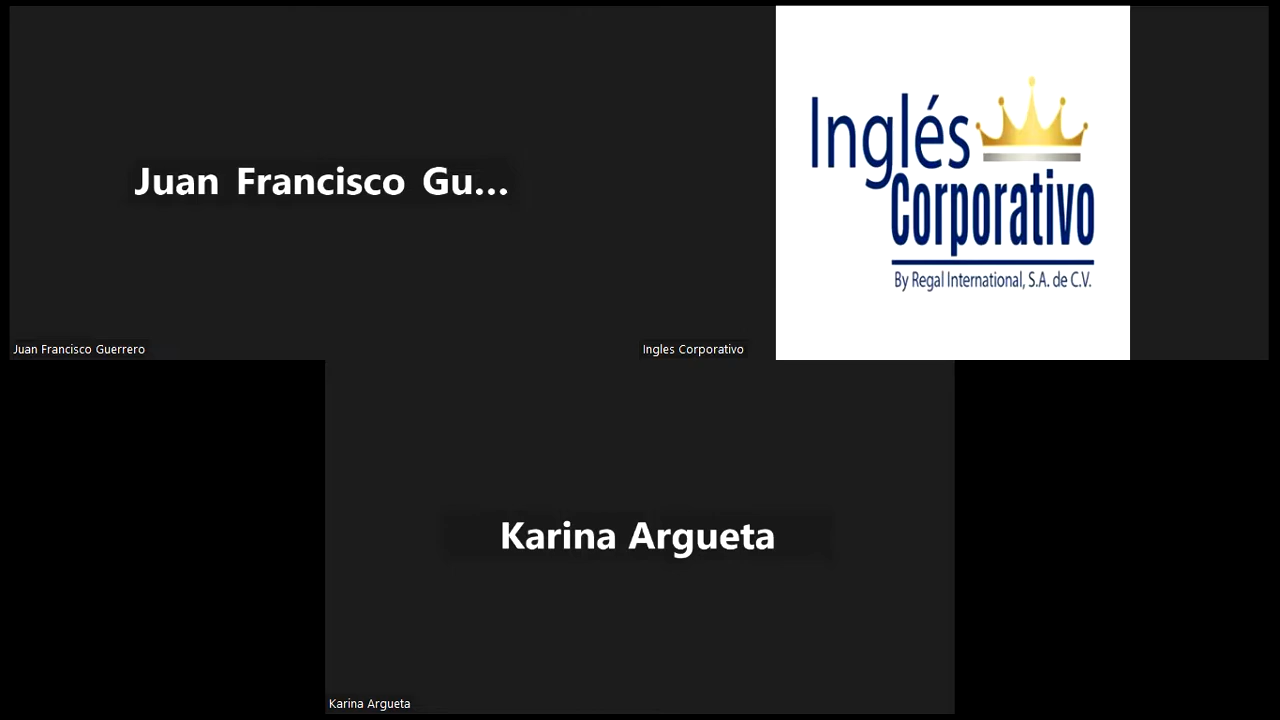 Juan Francisco Gu...
Juan Francisco Guerrero
Inglés
Corporativo
By Regal International, S.A. de C.V.
Ingles Corporativo
Karina Argueta
Karina Argueta